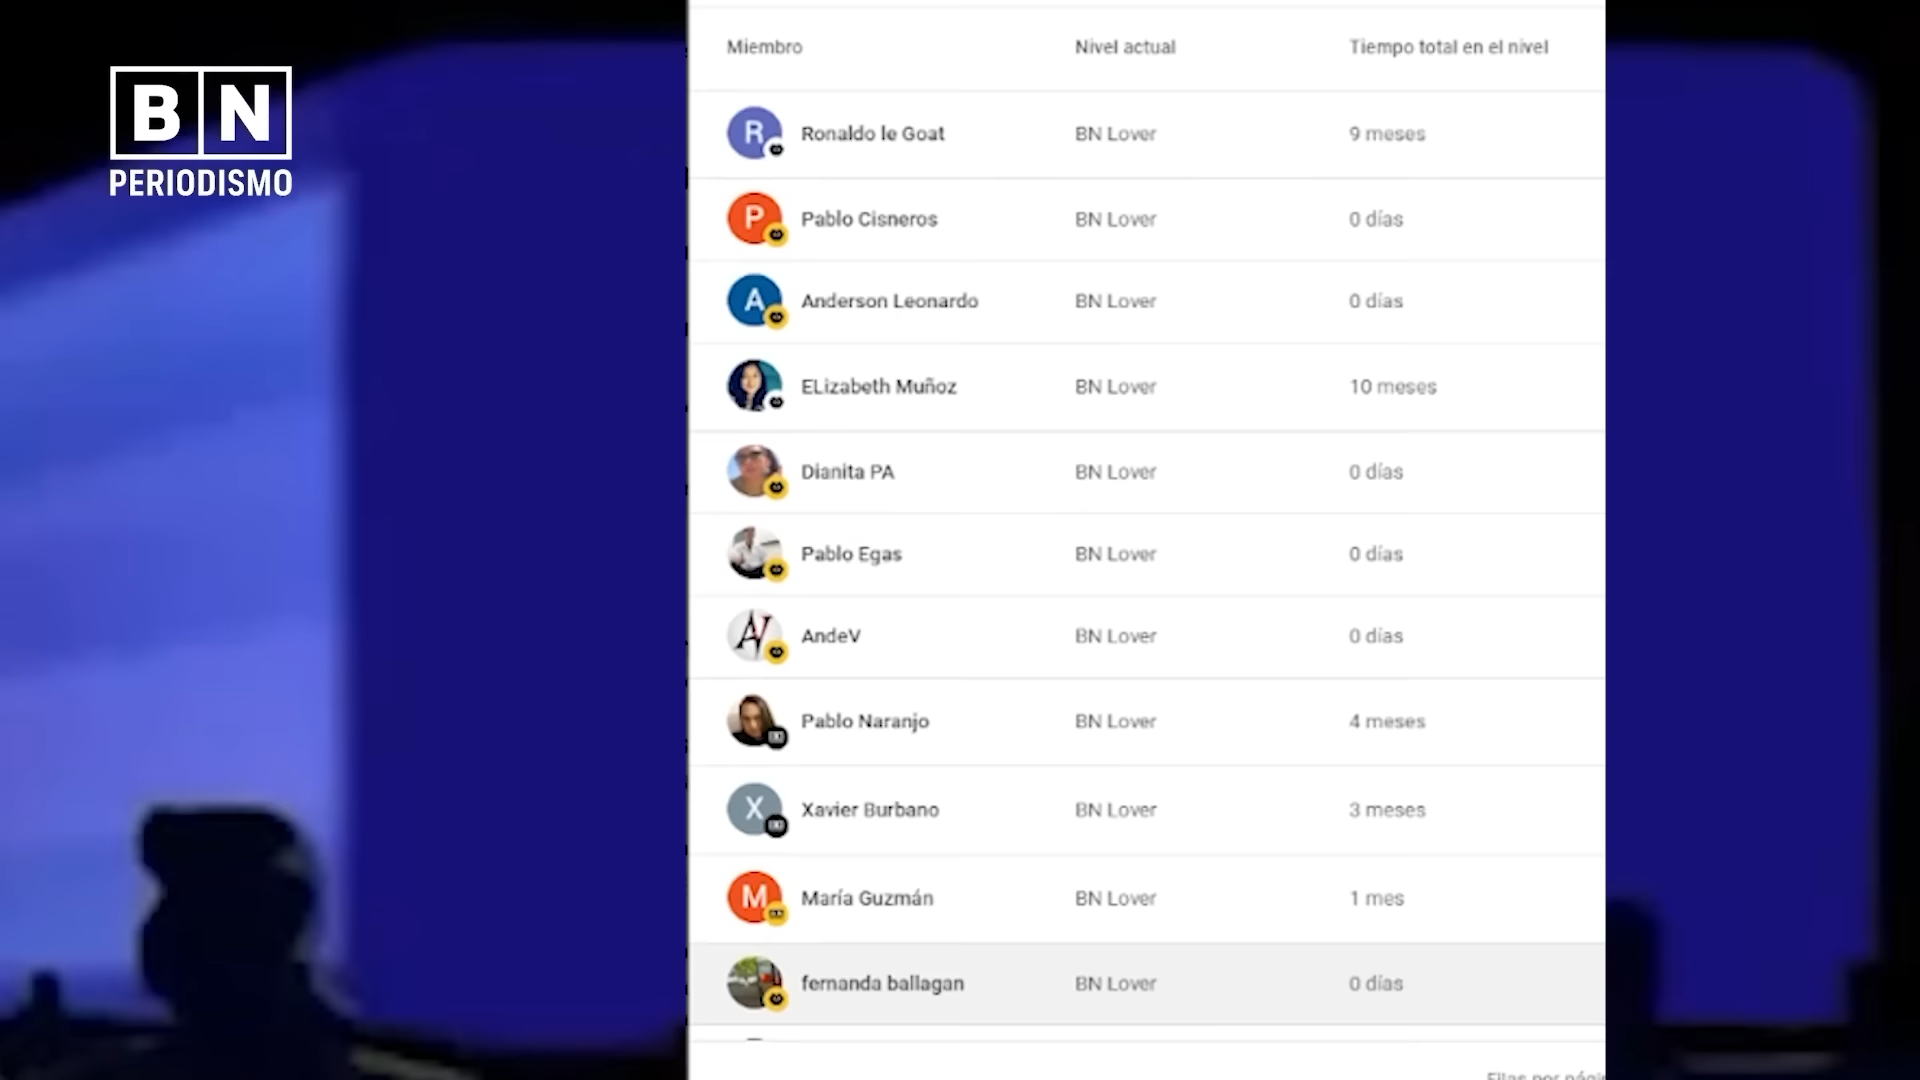 BN
PERIODISMO
Miembro Nivel actual Tiempo total en el nivel
R Ronaldo le Goat BN Lover 9 meses
P Pablo Cisneros BN Lover 0 días
A Anderson Leonardo BN Lover 0 días
ELizabeth Muñoz BN Lover 10 meses
Dianita PA BN Lover 0 días
Pablo Egas BN Lover 0 días
AndeV BN Lover 0 días
Pablo Naranjo BN Lover 4 meses
X Xavier Burbano BN Lover 3 meses
M María Guzmán BN Lover 1 mes
fernanda ballagan BN Lover 0 días